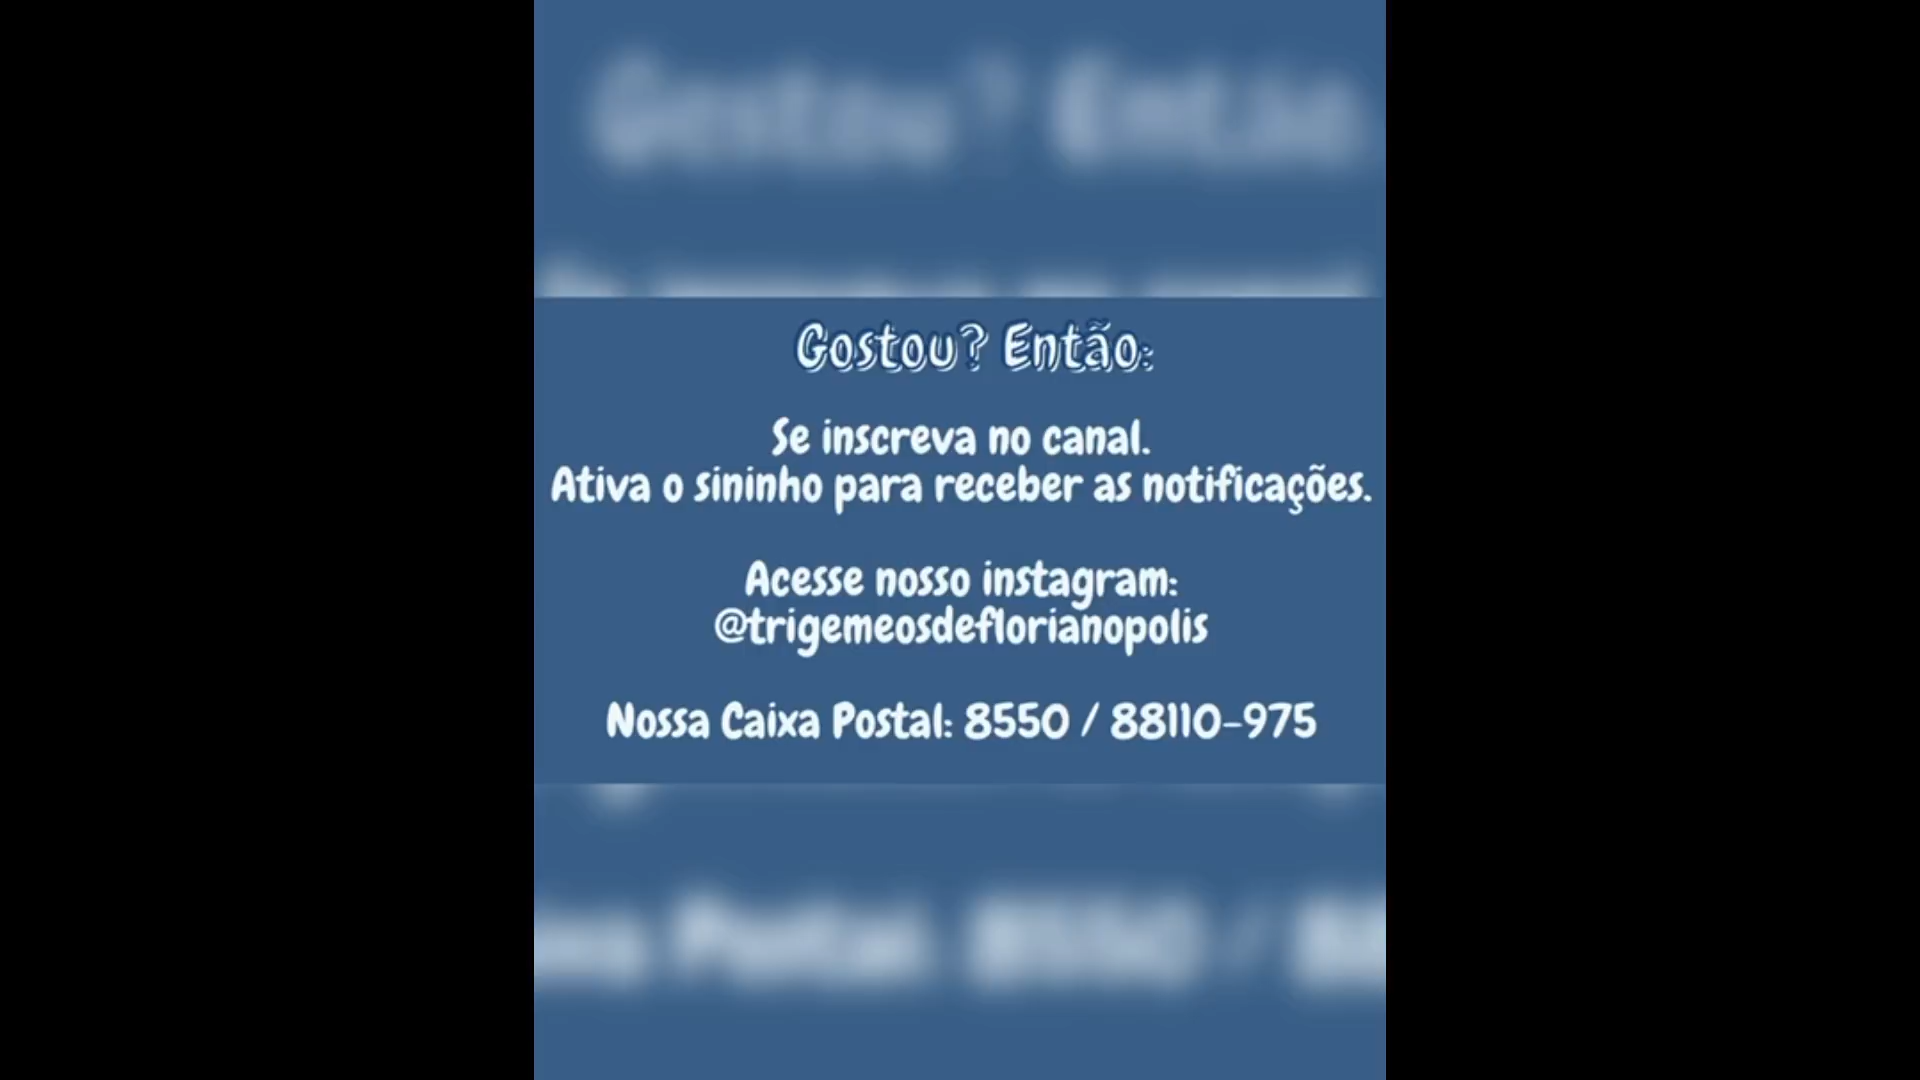 Gostou? Então:
Se inscreva no canal.
Ativa o sininho para receber as notificações.
Acesse nosso instagram:
@trigemeosdeflorianopolis
Nossa Caixa Postal: 8550 / 88110-975